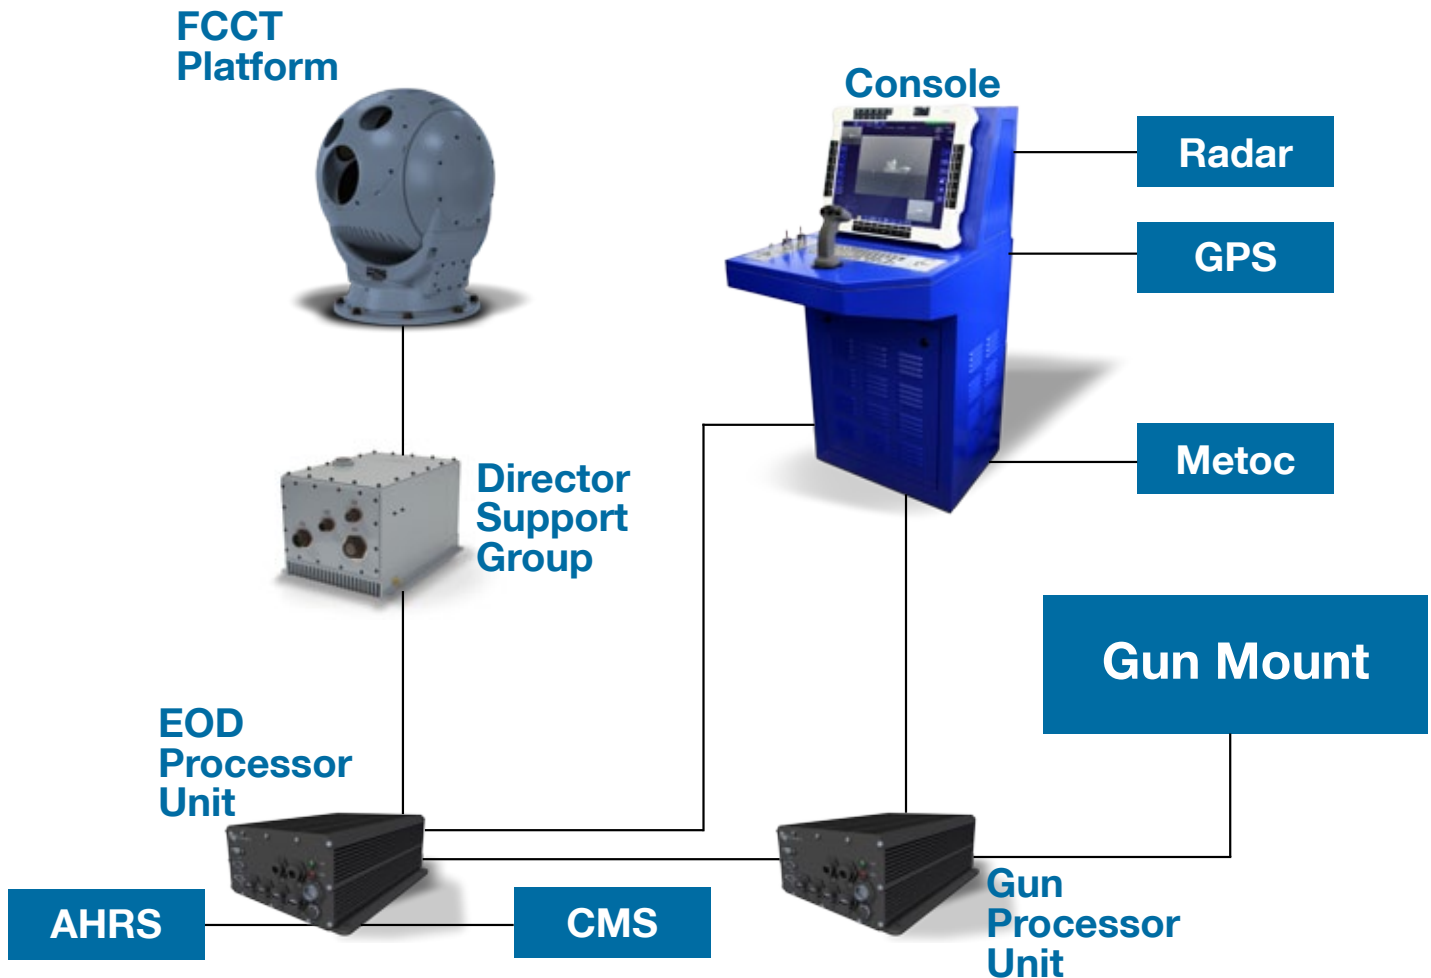 FCCT
Platform
Console
Radar
GPS
Metoc
Director
Support
Group
Gun Mount
EOD
Processor
Unit
AHRS
CMS
Gun
Processor
Unit